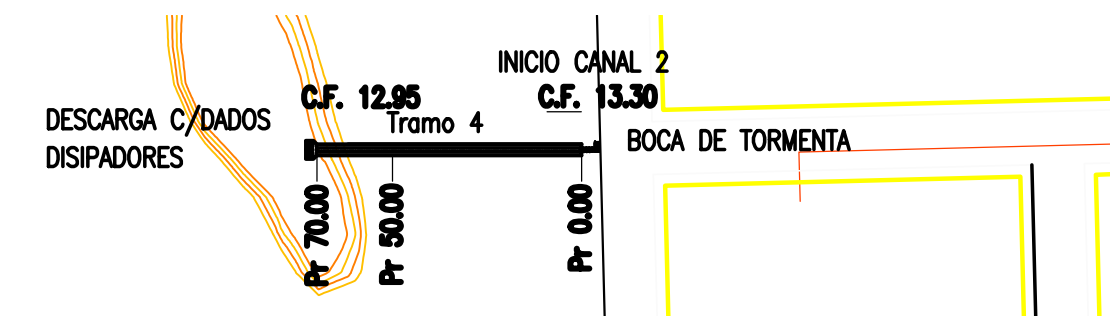 INICIO CANAL 2
C.F. 12.95
C.F. 13.30
DESCARGA C/DADOS
DISIPADORES
Tramo 4
BOCA DE TORMENTA
Pr 70.00
Pr 50.00
Pr 0.00